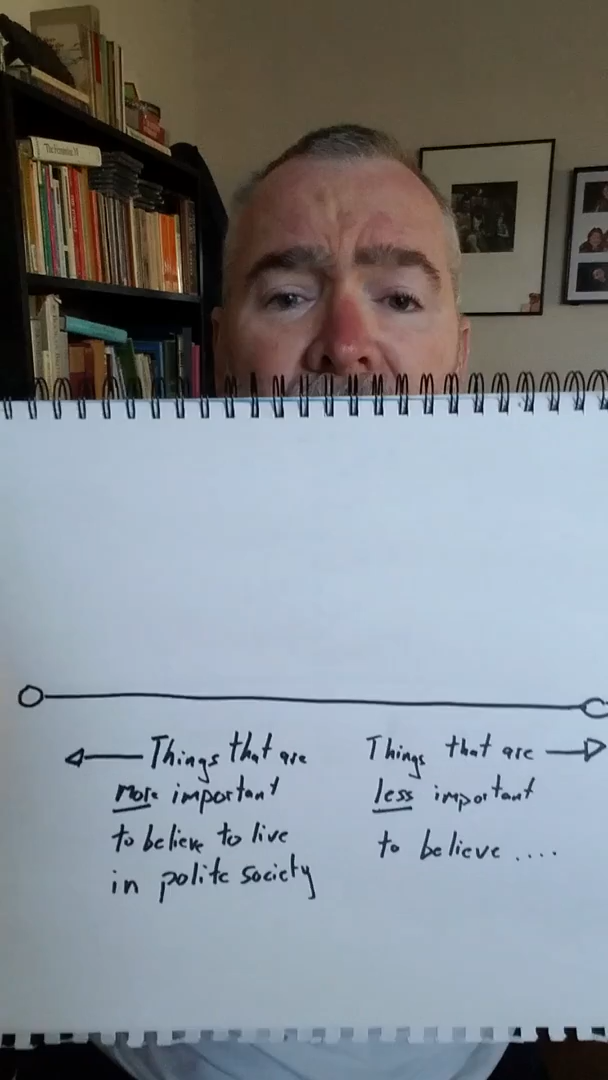 Things that are
more important
to believe to live
in polite society
Things that are
less important
to believe ....